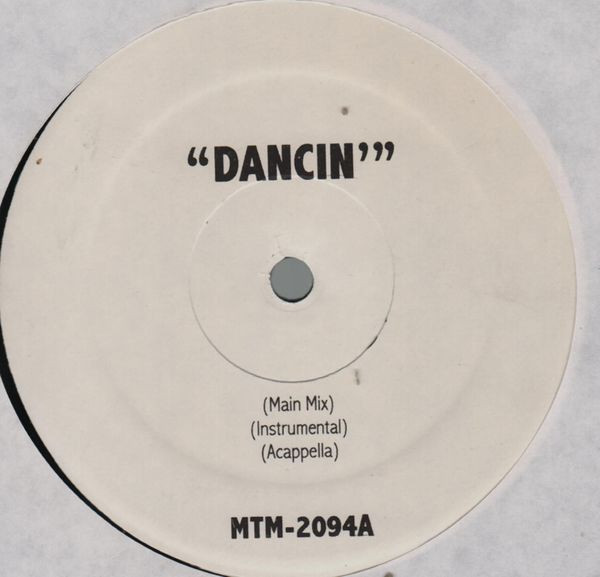 “DANCIN’”
(Main Mix)
(Instrumental)
(Acappella)
MTM-2094A